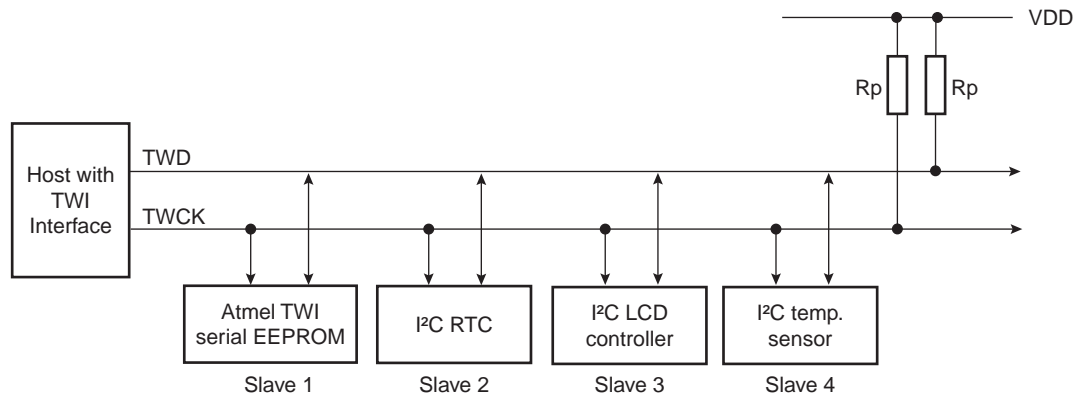 VDD
Rp
Rp
Host with
TWI
Interface
TWD
TWCK
Atmel TWI
serial EEPROM
I²C RTC
I²C LCD
controller
I²C temp.
sensor
Slave 1
Slave 2
Slave 3
Slave 4